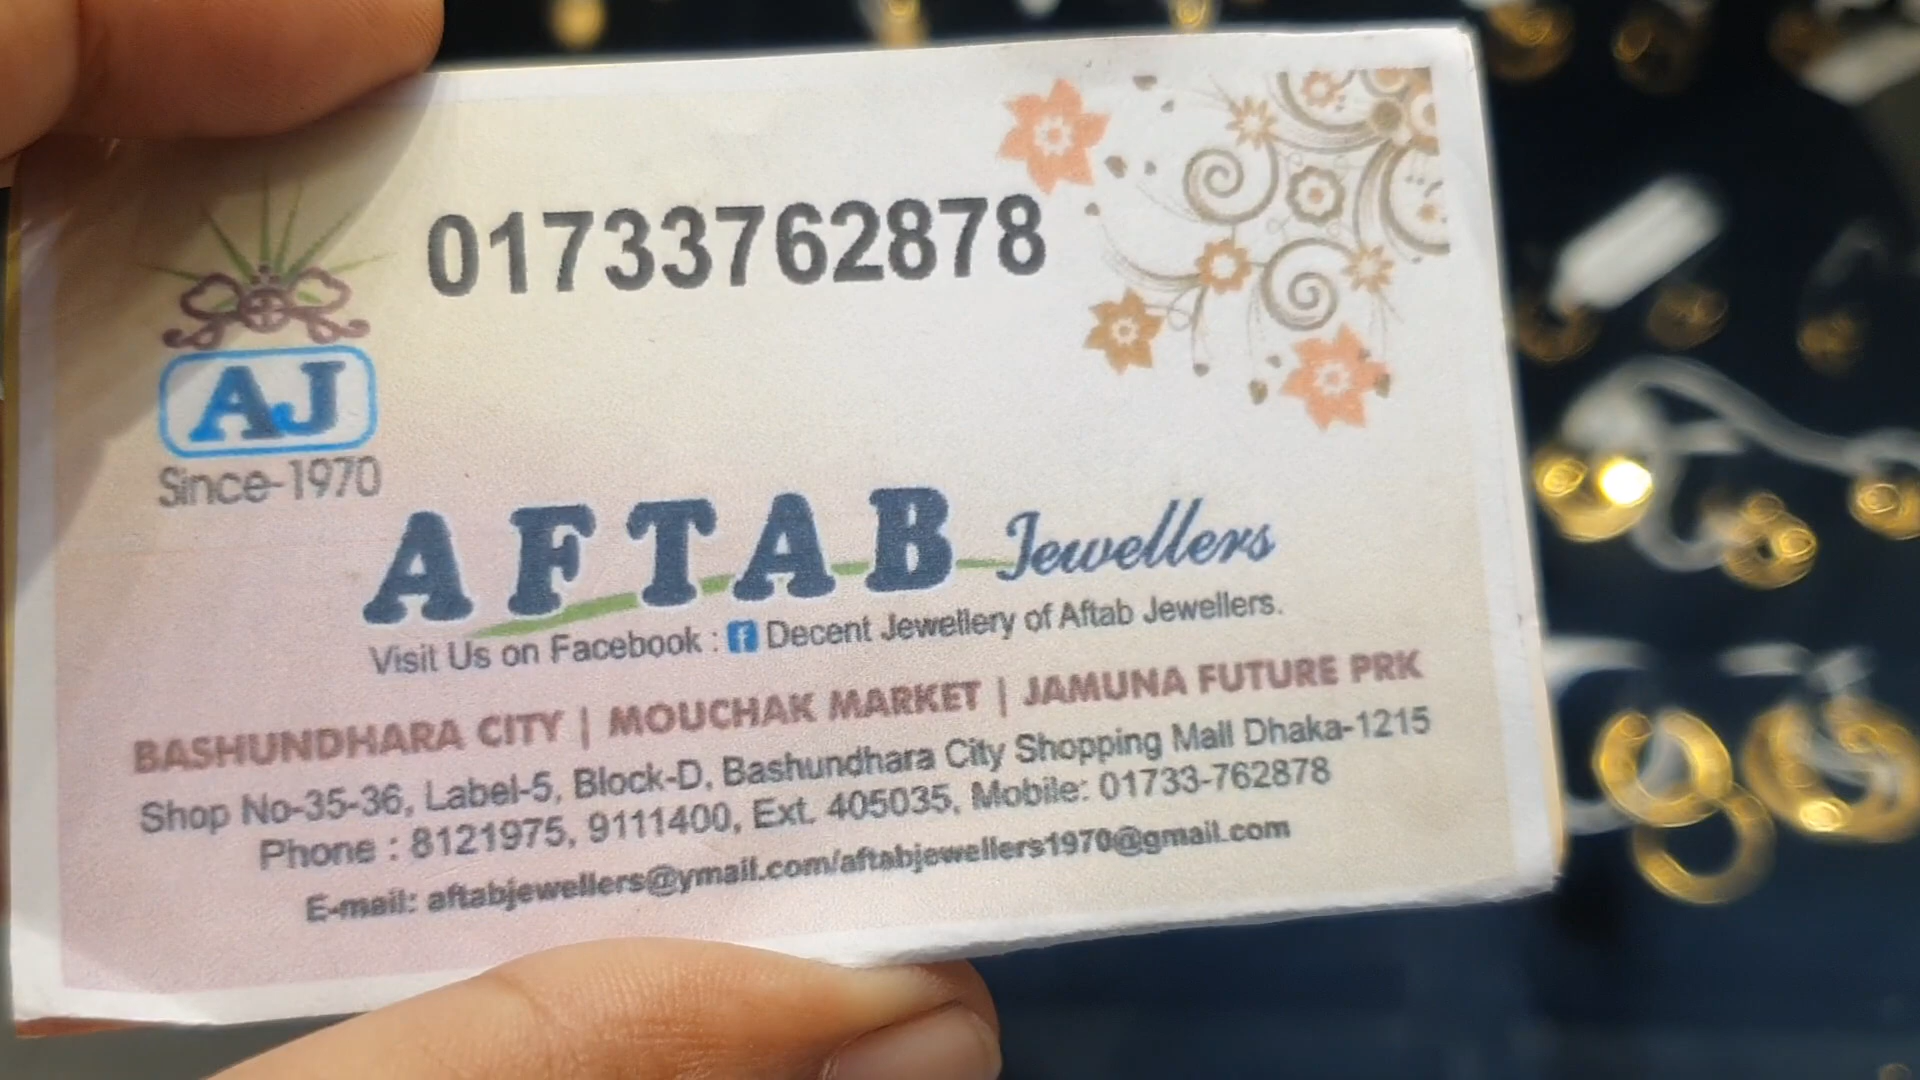 01733762878
AJ
Since-1970
AFTAB Jewellers
Visit Us on Facebook : f Decent Jewellery of Aftab Jewellers.
BASHUNDHARA CITY | MOUCHAK MARKET | JAMUNA FUTURE PRK
Shop No-35-36, Label-5, Block-D, Bashundhara City Shopping Mall Dhaka-1215
Phone : 8121975, 9111400, Ext. 405035, Mobile: 01733-762878
E-mail: aftabjewellers@ymail.com/aftabjewellers1970@gmail.com